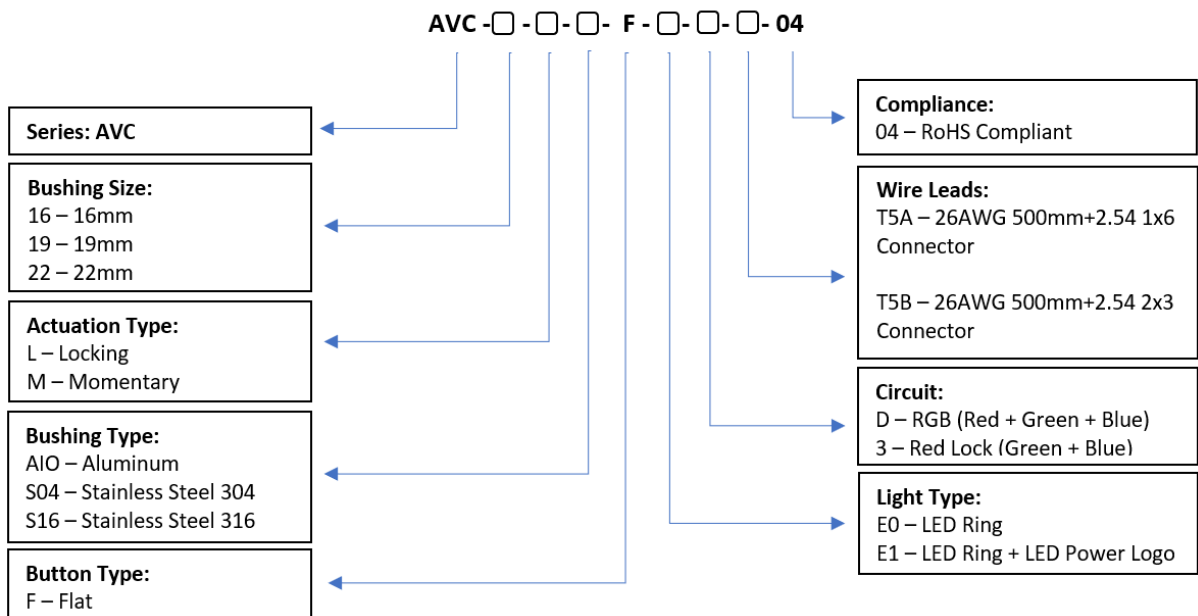 AVC -▢ - ▢ - ▢ - F - ▢ - ▢ - ▢ - 04
Series: AVC
Bushing Size:
16 – 16mm
19 – 19mm
22 – 22mm
Actuation Type:
L – Locking
M – Momentary
Bushing Type:
AIO – Aluminum
S04 – Stainless Steel 304
S16 – Stainless Steel 316
Button Type:
F – Flat
Compliance:
04 – RoHS Compliant
Wire Leads:
T5A – 26AWG 500mm+2.54 1x6
Connector
T5B – 26AWG 500mm+2.54 2x3
Connector
Circuit:
D – RGB (Red + Green + Blue)
3 – Red Lock (Green + Blue)
Light Type:
E0 – LED Ring
E1 – LED Ring + LED Power Logo